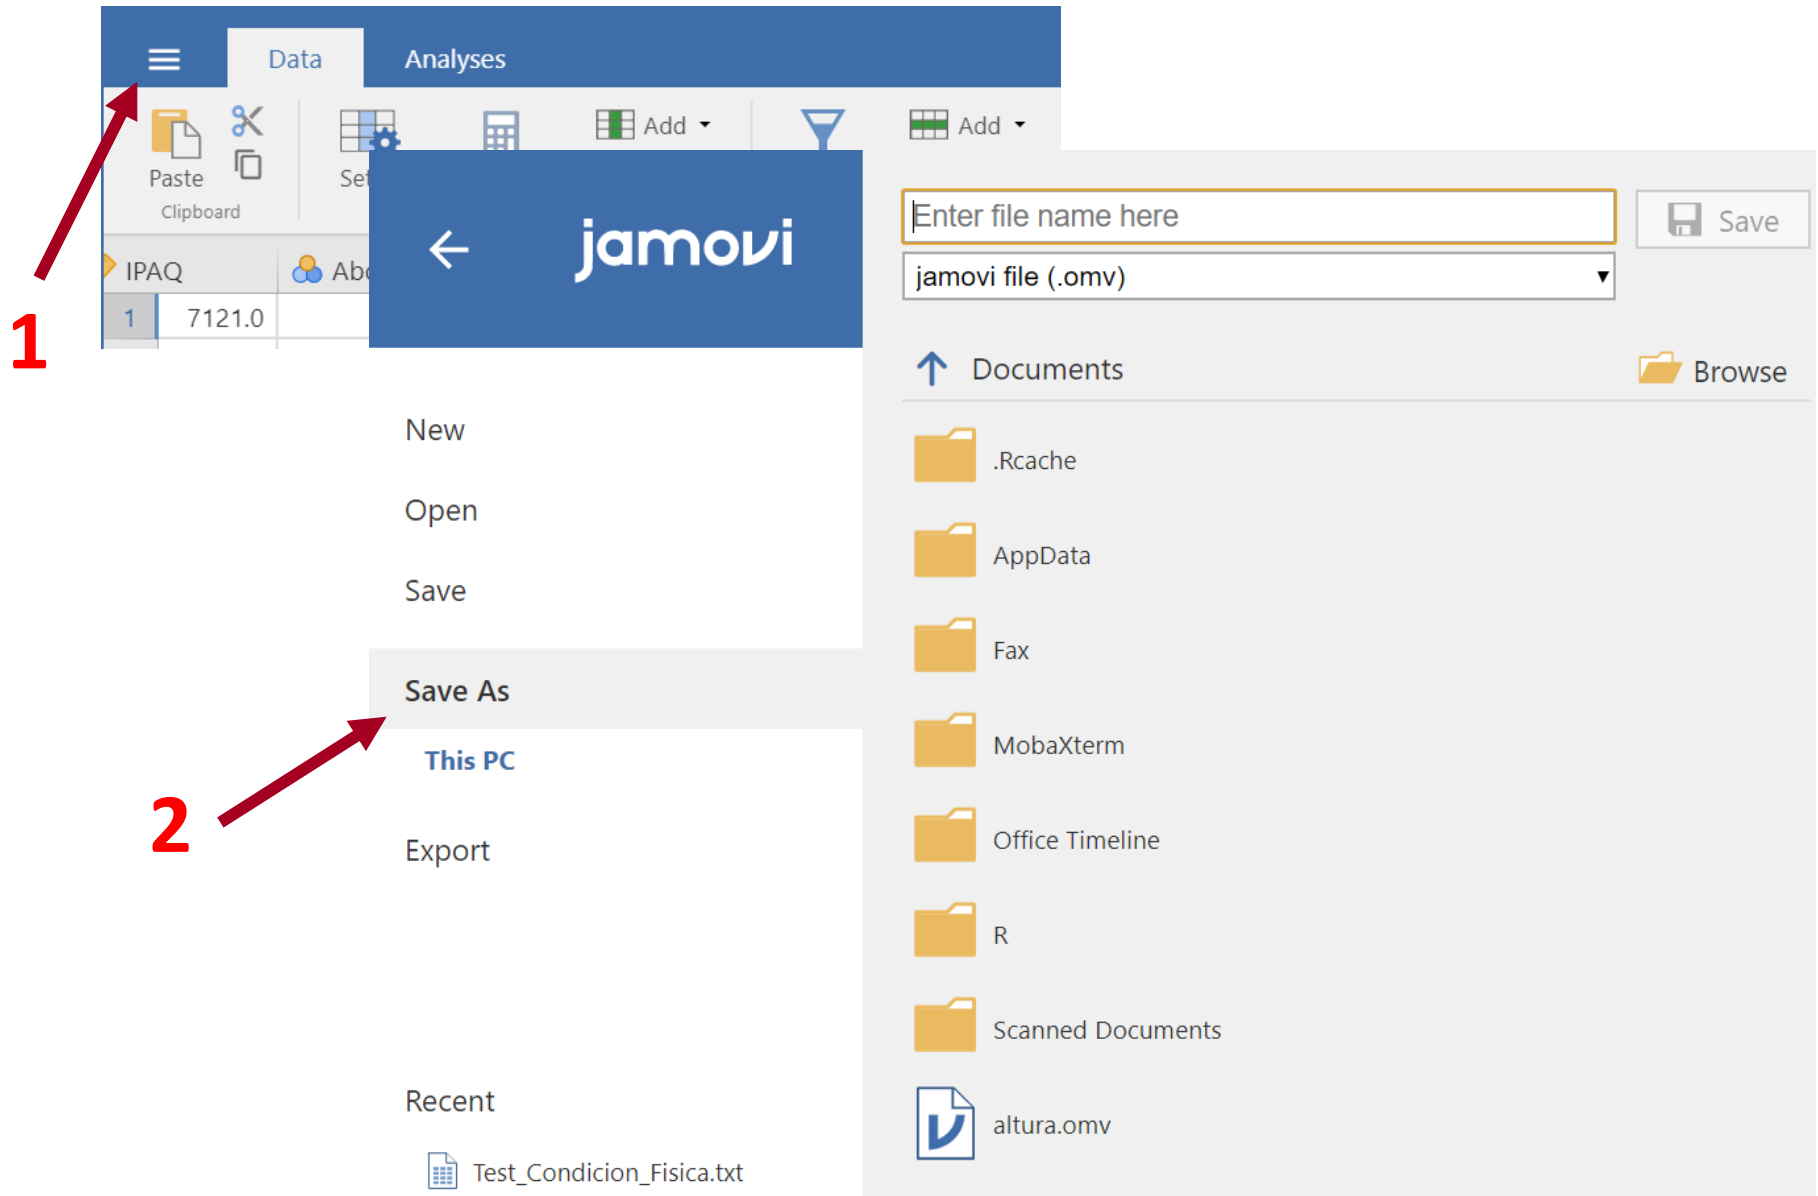 Data
Analyses
Paste
Clipboard
Set
Add
Add
IPAQ
Abd
1
7121.0
1
jamovi
New
Open
Save
Save As
This PC
Export
Recent
Test_Condicion_Fisica.txt
2
Enter file name here
Save
jamovi file (.omv)
Documents
Browse
.Rcache
AppData
Fax
MobaXterm
Office Timeline
R
Scanned Documents
altura.omv